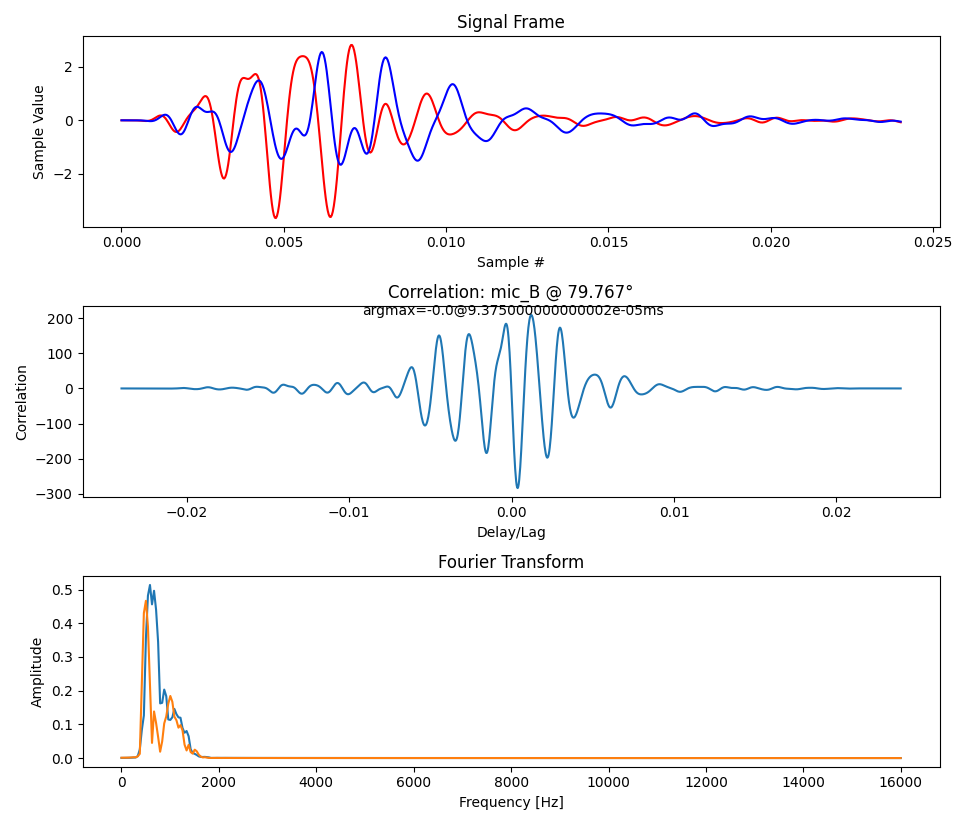 Signal Frame
2
0
−2
Sample Value
0.000 0.005 0.010 0.015 0.020 0.025
Sample #
Correlation: mic_B @ 79.767°
argmax=-0.0@9.375000000000002e-05ms
200
100
0
−100
−200
−300
Correlation
−0.02 −0.01 0.00 0.01 0.02
Delay/Lag
Fourier Transform
0.5
0.4
0.3
0.2
0.1
0.0
Amplitude
0 2000 4000 6000 8000 10000 12000 14000 16000
Frequency [Hz]